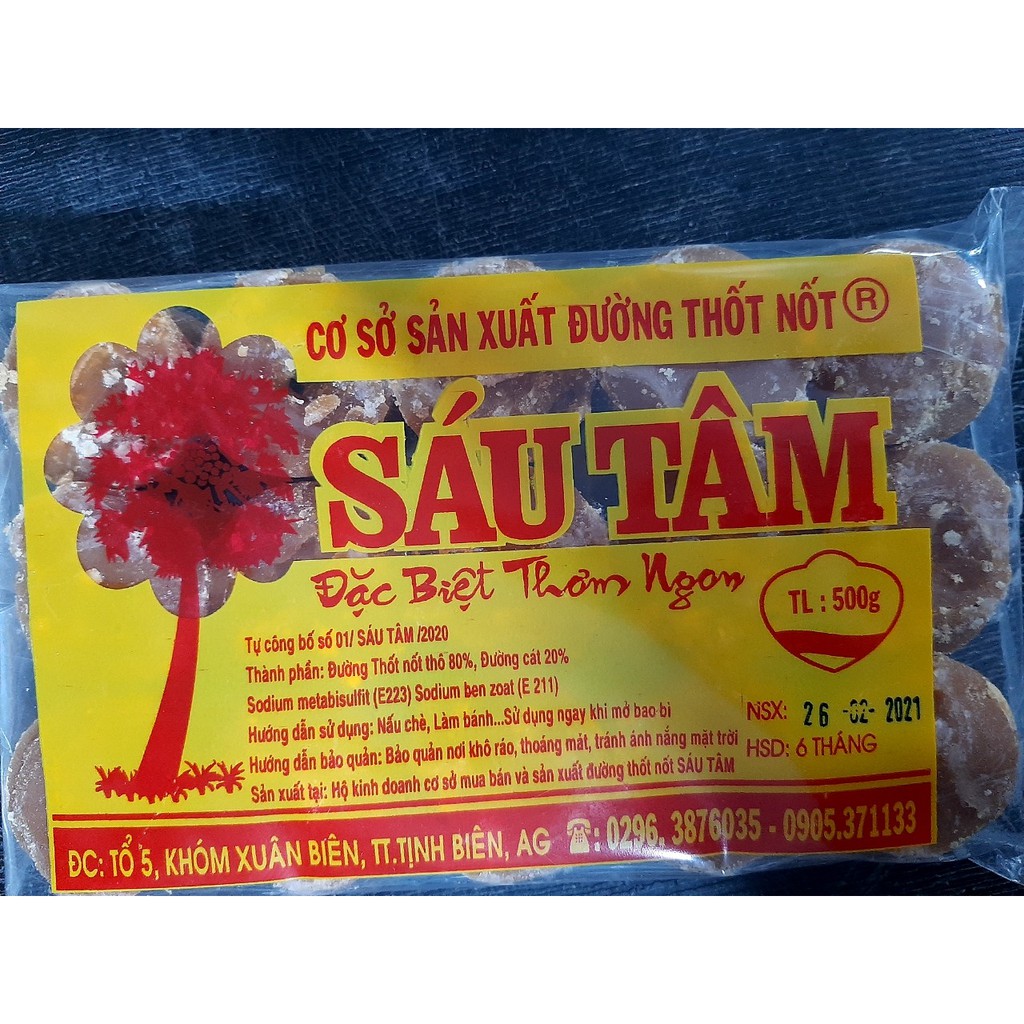 CƠ SỞ SẢN XUẤT ĐƯỜNG THỐT NỐT ®
SÁU TÂM
Đặc Biệt Thơm Ngon
TL : 500g
Tự công bố số 01/ SÁU TÂM /2020
Thành phần: Đường Thốt nốt thô 80%, Đường cát 20%
Sodium metabisulfit (E223) Sodium ben zoat (E 211)
Hướng dẫn sử dụng: Nấu chè, Làm bánh...Sử dụng ngay khi mở bao bì
Hướng dẫn bảo quản: Bảo quản nơi khô ráo, thoáng mát, tránh ánh nắng mặt trời
Sản xuất tại: Hộ kinh doanh cơ sở mua bán và sản xuất đường thốt nốt SÁU TÂM
NSX: 26 -02- 2021
HSD: 6 THÁNG
ĐC: TỔ 5, KHÓM XUÂN BIÊN, TT.TỊNH BIÊN, AG ☎: 0296. 3876035 - 0905.371133